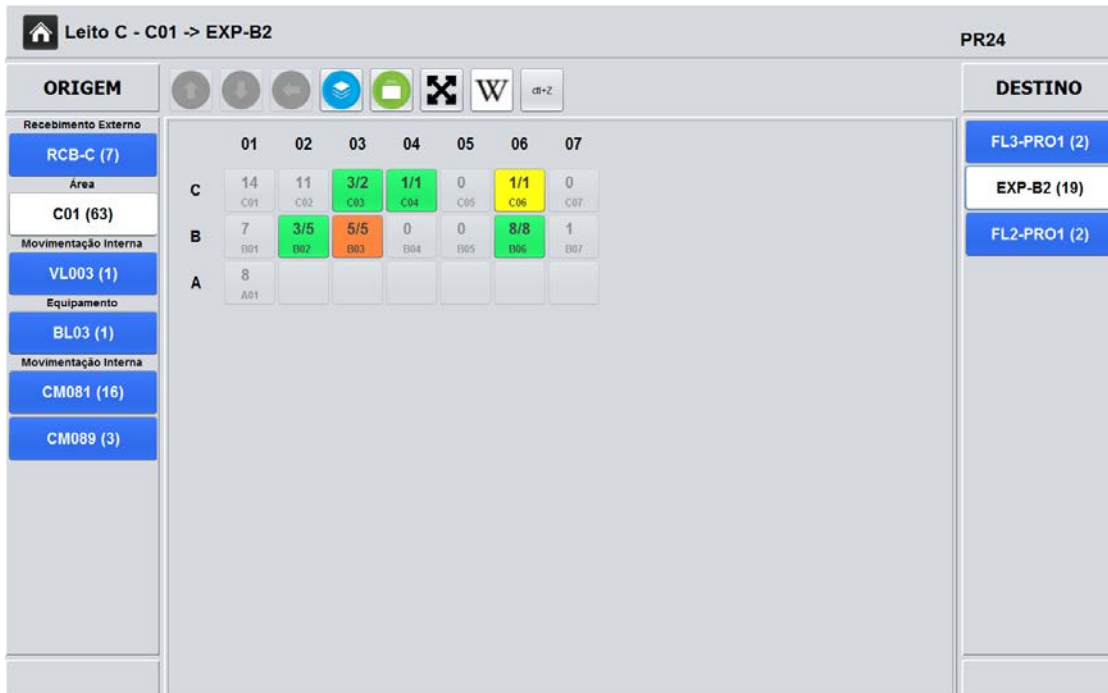 Leito C - C01 -> EXP-B2
PR24
ORIGEM
W
ctl+Z
DESTINO
Recebimento Externo
RCB-C (7)
Área
C01 (63)
Movimentação Interna
VL003 (1)
Equipamento
BL03 (1)
Movimentação Interna
CM081 (16)
CM089 (3)
01 02 03 04 05 06 07
C 14 11 3/2 1/1 0 1/1 0
C01 C02 C03 C04 C05 C06 C07
B 7 3/5 5/5 0 0 8/8 1
B01 B02 B03 B04 B05 B06 B07
A 8
A01
FL3-PRO1 (2)
EXP-B2 (19)
FL2-PRO1 (2)